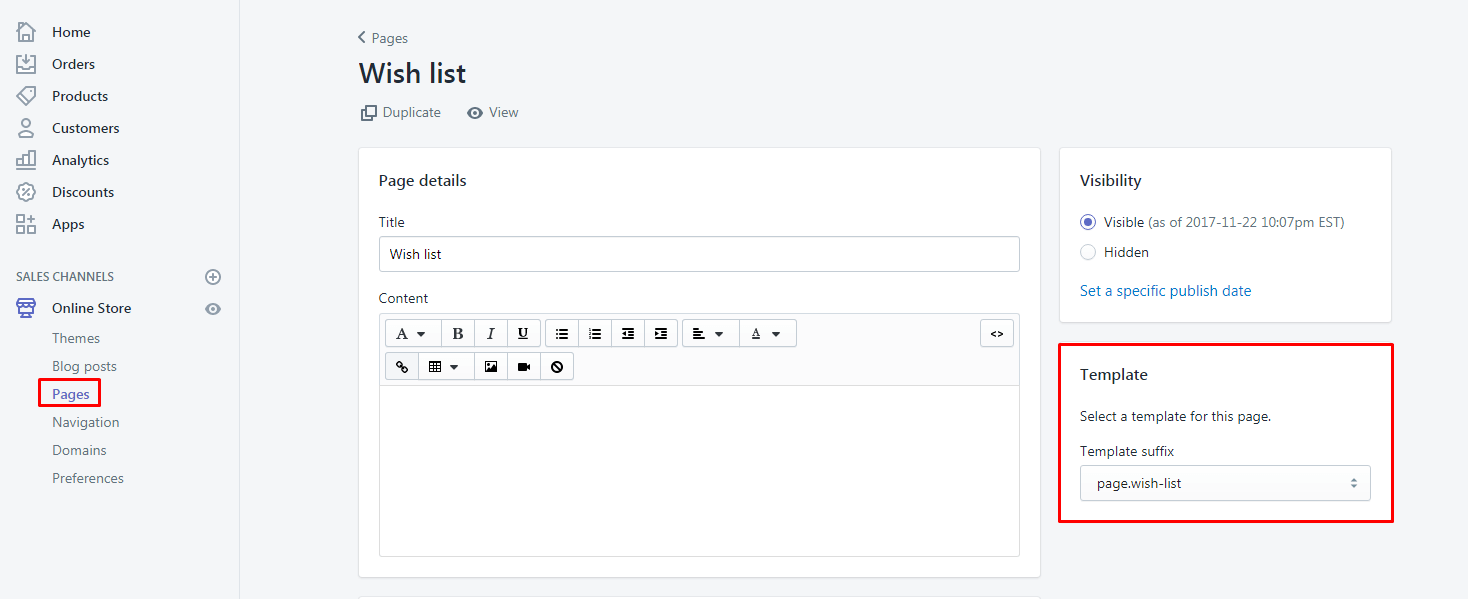 Home
Orders
Products
Customers
Analytics
Discounts
Apps
SALES CHANNELS
Online Store
Themes
Blog posts
Pages
Navigation
Domains
Preferences
Pages
Wish list
Duplicate View
Page details
Title
Wish list
Content
A B I U A <>
Visibility
Visible (as of 2017-11-22 10:07pm EST)
Hidden
Set a specific publish date
Template
Select a template for this page.
Template suffix
page.wish-list